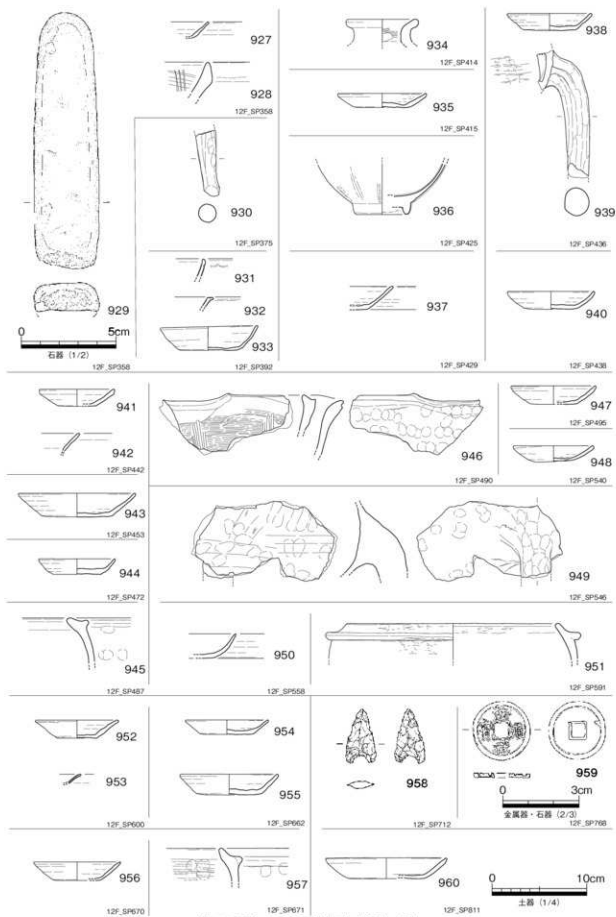 927
928
12F_SP358
929
0 5cm
石器 (1/2)
12F_SP358
930
12F_SP375
931
932
933
12F_SP392
934
12F_SP414
935
12F_SP415
936
12F_SP425
937
12F_SP429
938
939
12F_SP436
940
12F_SP438
941
942
12F_SP442
943
12F_SP453
944
12F_SP472
945
12F_SP487
946
12F_SP490
947
12F_SP495
948
12F_SP540
949
12F_SP546
950
12F_SP558
951
12F_SP591
952
953
12F_SP600
954
955
12F_SP662
956
12F_SP670
957
12F_SP671
958
12F_SP712
959
0 3cm
金属器・石器 (2/3)
12F_SP768
960
12F_SP811
0 10cm
土器 (1/4)